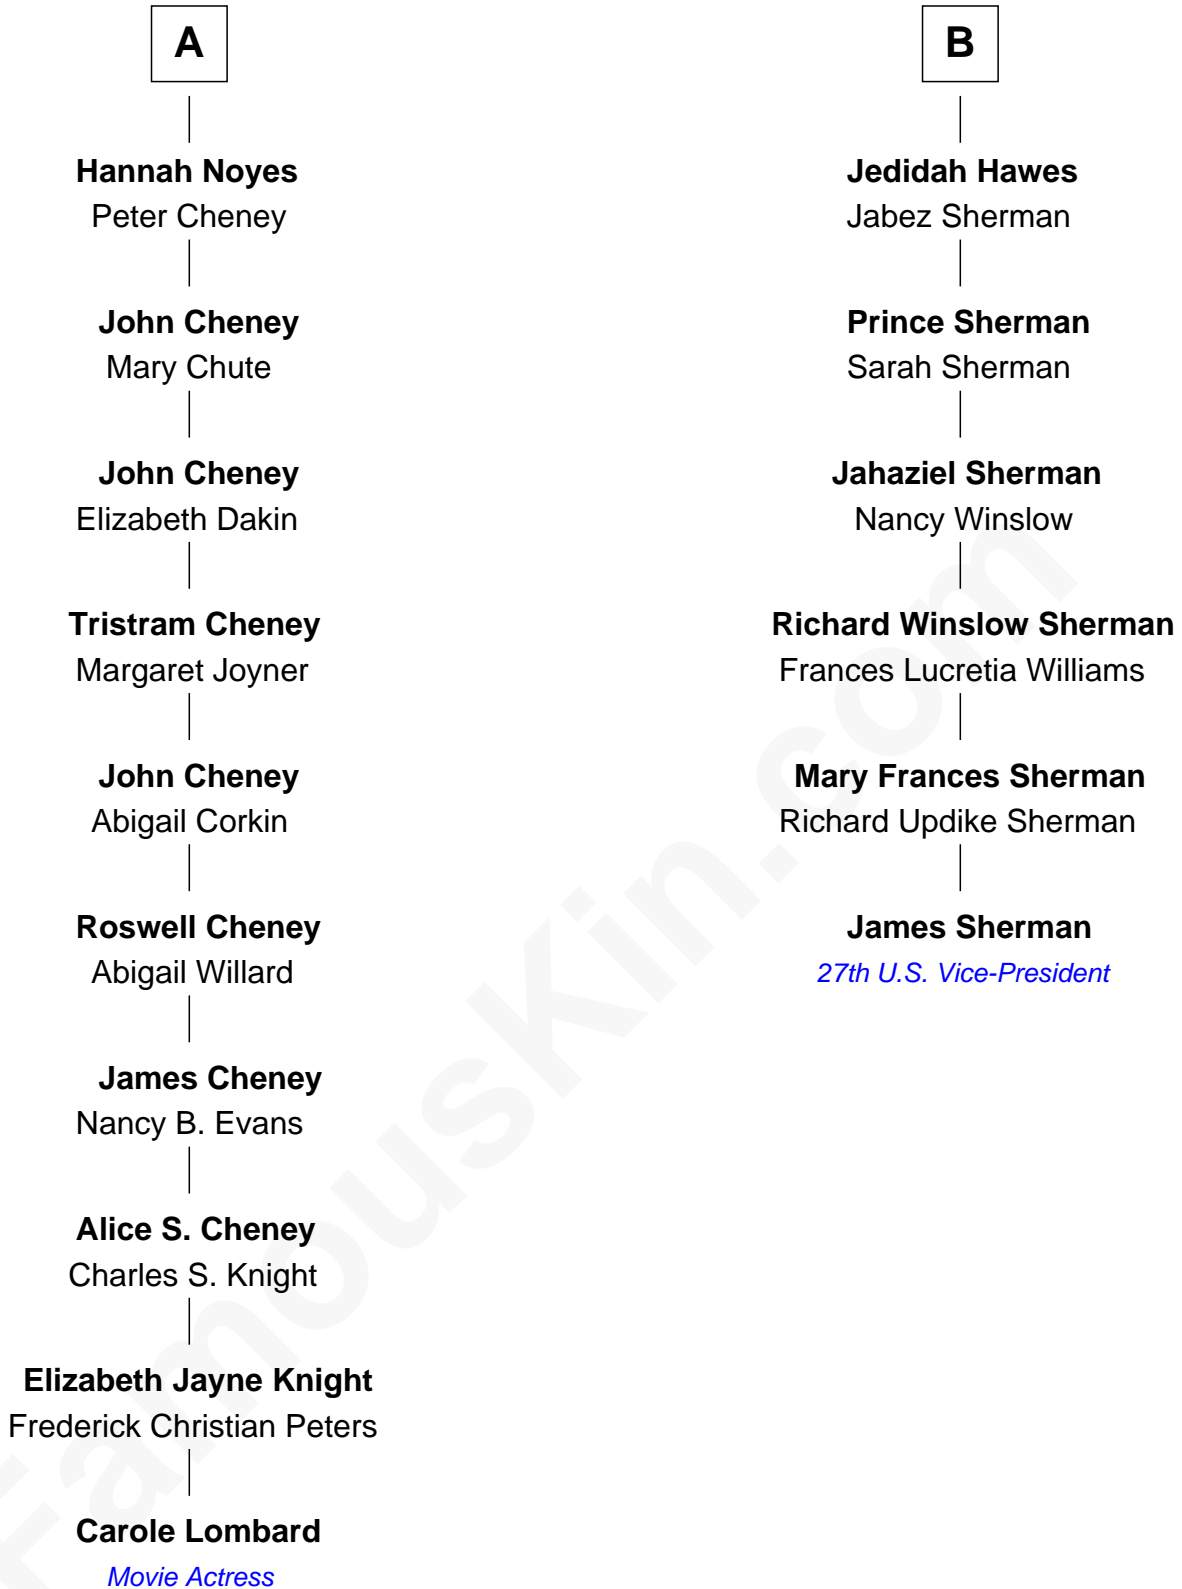 A
Hannah Noyes
Peter Cheney
John Cheney
Mary Chute
John Cheney
Elizabeth Dakin
Tristram Cheney
Margaret Joyner
John Cheney
Abigail Corkin
Roswell Cheney
Abigail Willard
James Cheney
Nancy B. Evans
Alice S. Cheney
Charles S. Knight
Elizabeth Jayne Knight
Frederick Christian Peters
Carole Lombard
Movie Actress
B
Jedidah Hawes
Jabez Sherman
Prince Sherman
Sarah Sherman
Jahaziel Sherman
Nancy Winslow
Richard Winslow Sherman
Frances Lucretia Williams
Mary Frances Sherman
Richard Updike Sherman
James Sherman
27th U.S. Vice-President
FamousKin.com